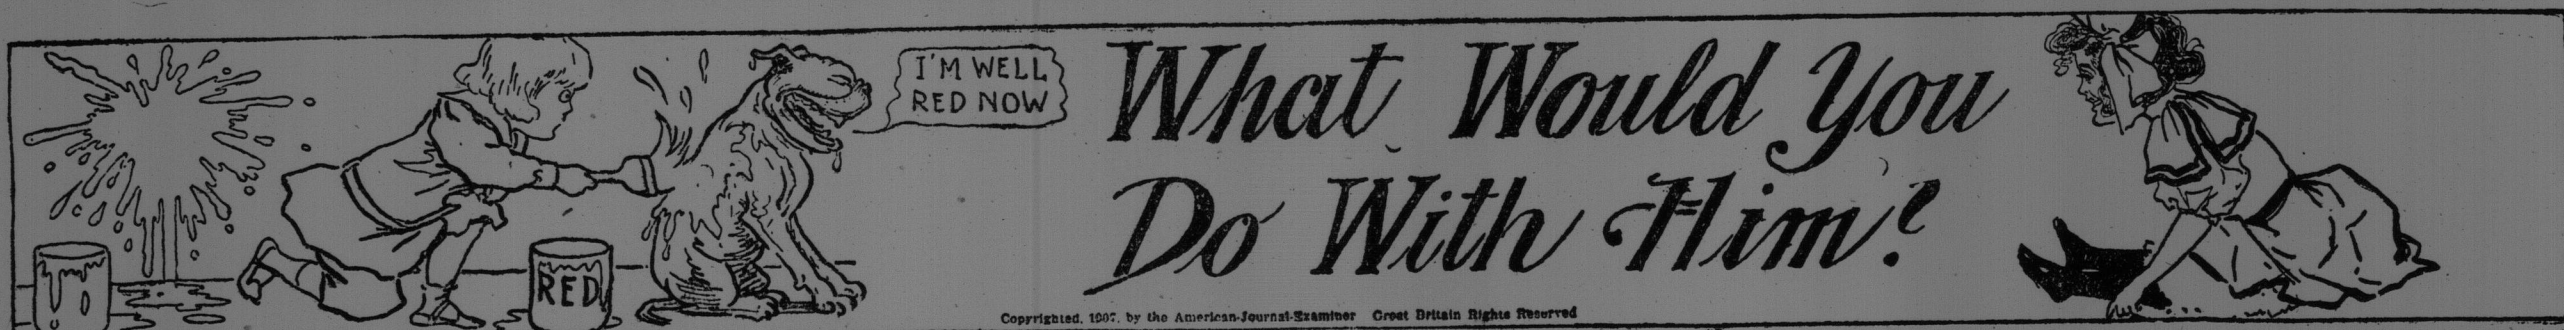 I'M WELL
RED NOW
What Would You
Do With Him?
RED
Copyrighted, 1907, by the American-Journal-Examiner Great Britain Rights Reserved